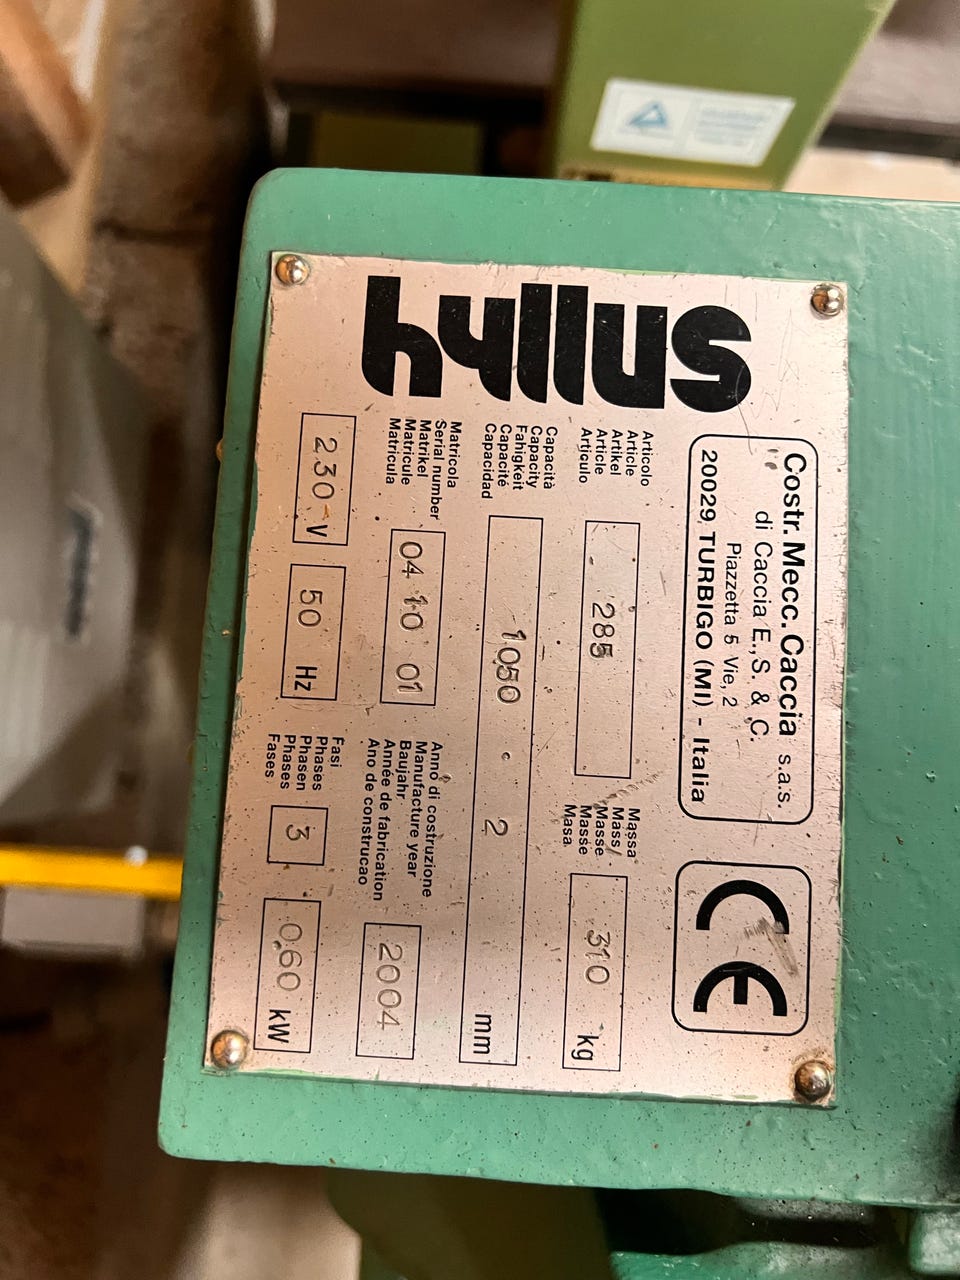 hyllus
Costr. Mecc. Caccia s.a.s.
di Caccia E., S. & C.
Piazzetta 5 Vie, 2
20029 TURBIGO (MI) - Italia
CE
Articolo
Article
Artikel
Article
Artículo
285
Massa
Mass
Masse
Masse
Masa
310 kg
Capacità
Capacity
Fahigkeit
Capacité
Capacidad
1050 2 mm
Matricola
Serial number
Matrikel
Matricule
Matricula
04 10 01
Anno di costruzione
Manufacture year
Baujahr
Année de fabrication
Ano de construcao
2004
230 V
50 Hz
Fasi
Phases
Phasen
Phases
Fases
3
0.60 kW